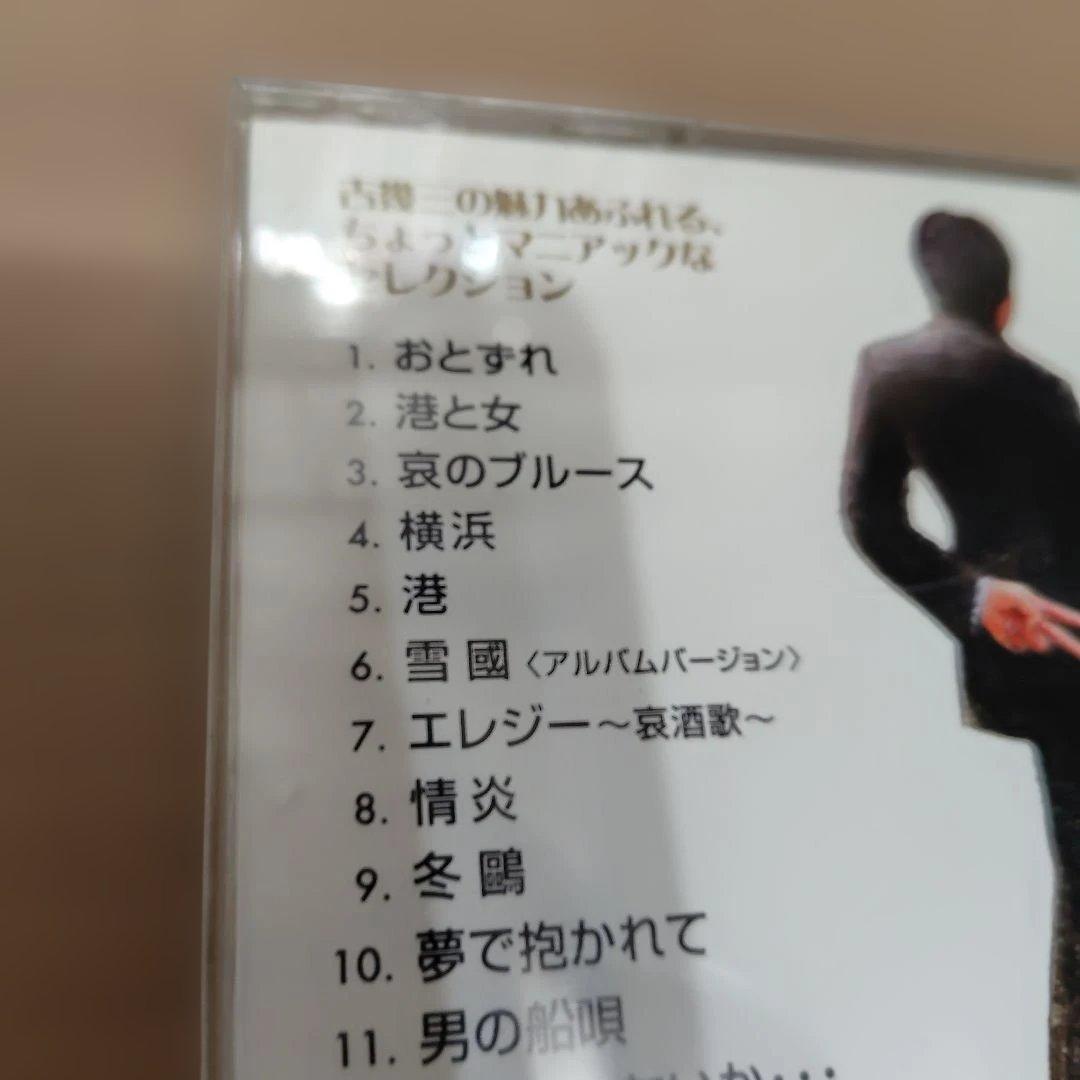 吉幾三の魅力あふれる、
ちょっとマニアックな
セレクション
1. おとずれ
2. 港と女
3. 哀のブルース
4. 横浜
5. 港
6. 雪國〈アルバムバージョン〉
7. エレジー～哀酒歌～
8. 情炎
9. 冬鷗
10. 夢で抱かれて
11. 男の船唄